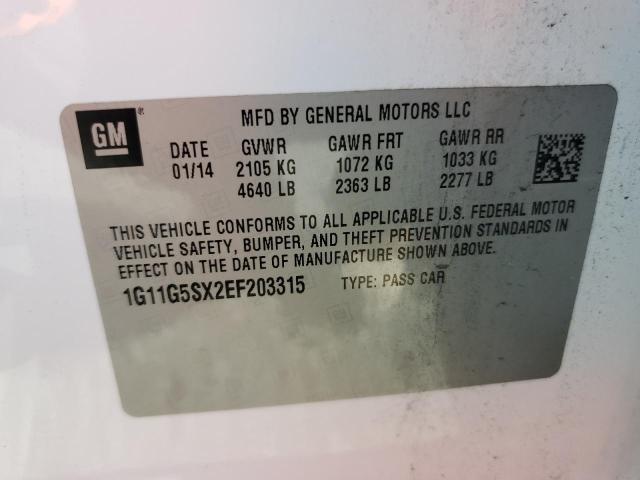 GM
®
MFD BY GENERAL MOTORS LLC
DATE GVWR GAWR FRT GAWR RR
01/14 2105 KG 1072 KG 1033 KG
4640 LB 2363 LB 2277 LB
THIS VEHICLE CONFORMS TO ALL APPLICABLE U.S. FEDERAL MOTOR
VEHICLE SAFETY, BUMPER, AND THEFT PREVENTION STANDARDS IN
EFFECT ON THE DATE OF MANUFACTURE SHOWN ABOVE.
1G11G5SX2EF203315 TYPE: PASS CAR